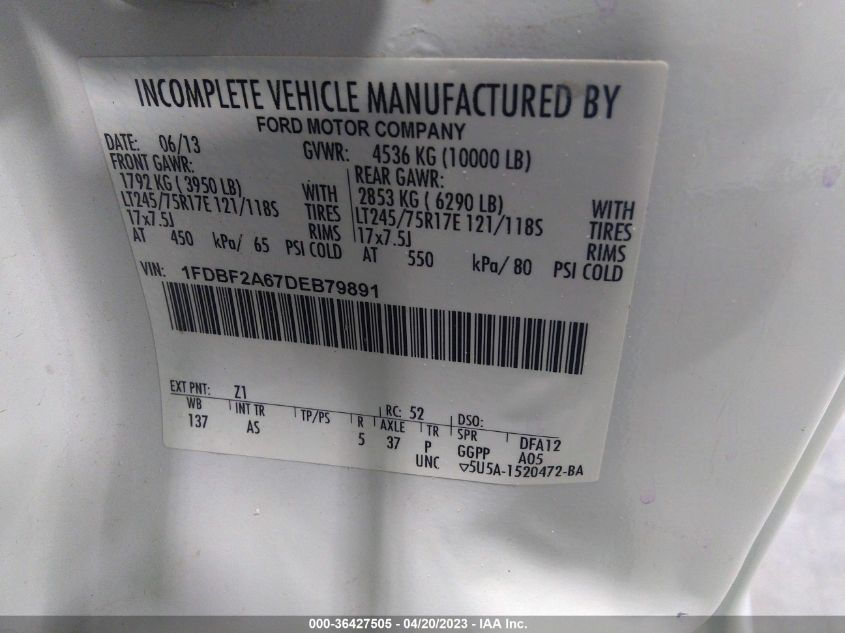 INCOMPLETE VEHICLE MANUFACTURED BY
FORD MOTOR COMPANY
DATE: 06/13 GVWR: 4536 KG (10000 LB)
FRONT GAWR: REAR GAWR:
1792 KG ( 3950 LB) WITH 2853 KG ( 6290 LB) WITH
LT245/75R17E 121/118S TIRES LT245/75R17E 121/118S TIRES
17x7.5J RIMS 17x7.5J RIMS
AT 450 kPa/ 65 PSI COLD AT 550 kPa/ 80 PSI COLD
VIN: 1FDBF2A67DEB79891
EXT PNT: Z1 RC: 52 DSO:
WB INT TR TP/PS R AXLE TR SPR DFA12
137 AS 5 37 P GGPP A05
UNC ▽5U5A-1520472-BA
000-36427505 - 04/20/2023 - IAA Inc.